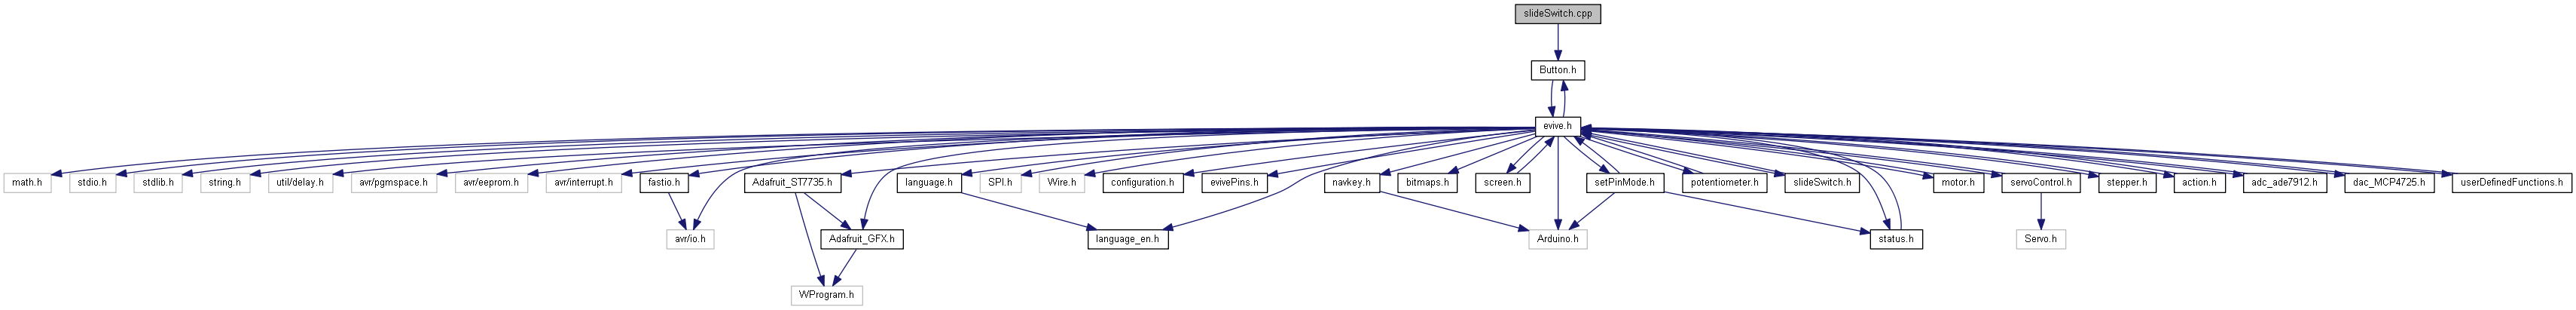 slideSwitch.cpp
Button.h
evive.h
math.h
stdio.h
stdlib.h
string.h
util/delay.h
avr/pgmspace.h
avr/eeprom.h
avr/interrupt.h
fastio.h
Adafruit_ST7735.h
language.h
SPI.h
Wire.h
configuration.h
evivePins.h
navkey.h
bitmaps.h
screen.h
setPinMode.h
potentiometer.h
slideSwitch.h
motor.h
servoControl.h
stepper.h
action.h
adc_ade7912.h
dac_MCP4725.h
userDefinedFunctions.h
avr/io.h
Adafruit_GFX.h
language_en.h
Arduino.h
status.h
Servo.h
WProgram.h